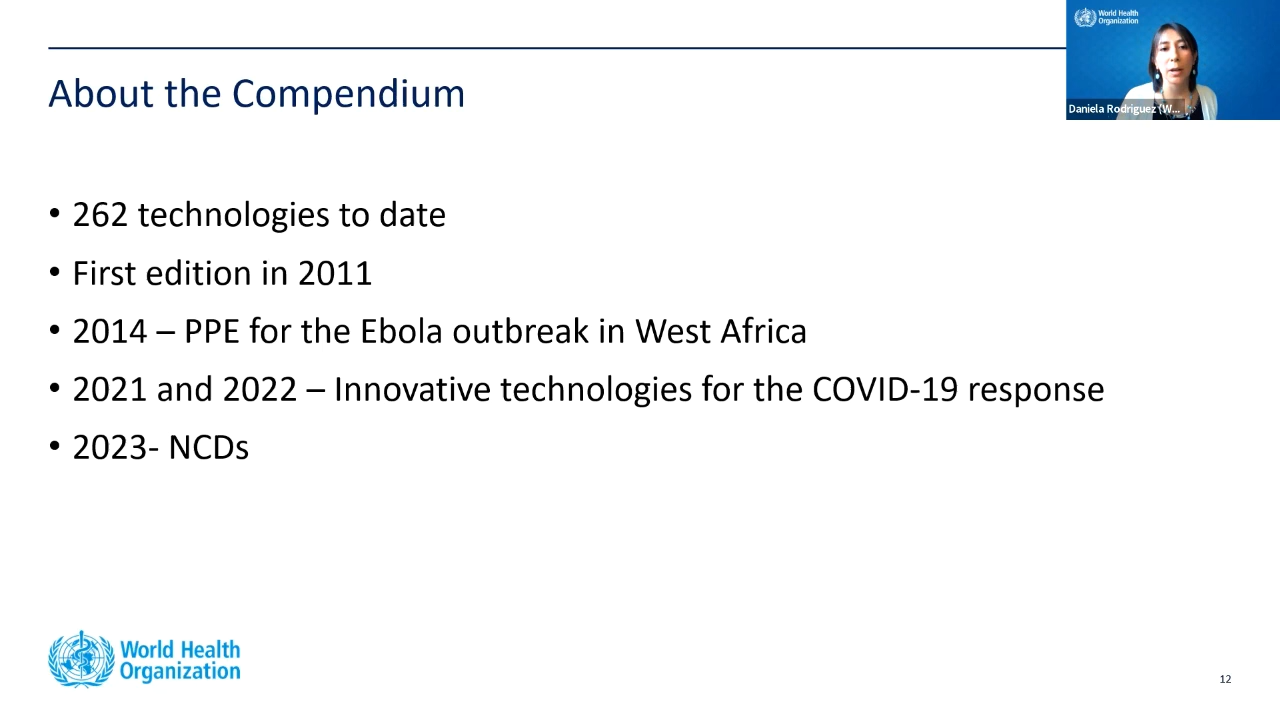 World Health
Organization
Daniela Rodriguez (W...
About the Compendium
• 262 technologies to date
• First edition in 2011
• 2014 – PPE for the Ebola outbreak in West Africa
• 2021 and 2022 – Innovative technologies for the COVID-19 response
• 2023- NCDs
World Health
Organization
12